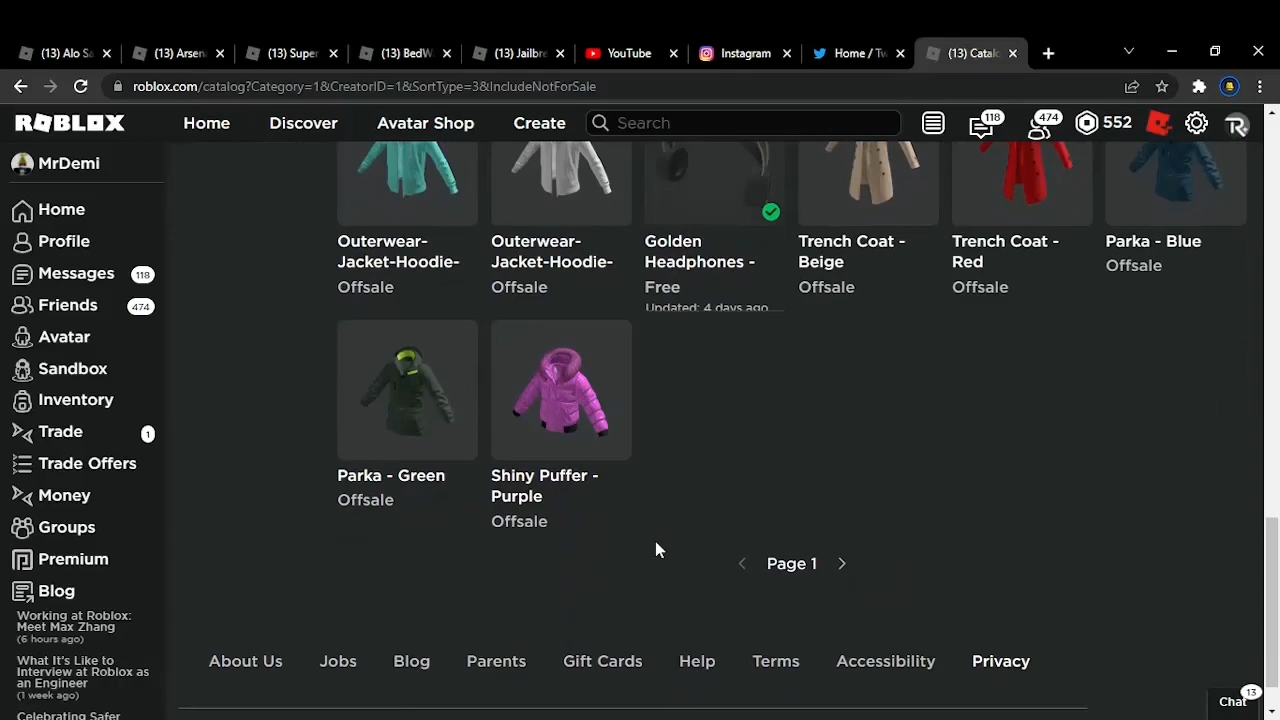 (13) Alo Sa
(13) Arsen
(13) Super
(13) BedW
(13) Jailbre
YouTube
Instagram
Home / Tw
(13) Catalo
roblox.com/catalog?Category=1&CreatorID=1&SortType=3&IncludeNotForSale
ROBLOX
Home
Discover
Avatar Shop
Create
Search
118
474
552
MrDemi
Home
Profile
Messages 118
Friends 474
Avatar
Sandbox
Inventory
Trade 1
Trade Offers
Money
Groups
Premium
Blog
Working at Roblox:
Meet Max Zhang
(6 hours ago)
What It's Like to
Interview at Roblox as
an Engineer
(1 week ago)
Celebrating Safer
Outerwear-
Jacket-Hoodie-
Offsale
Outerwear-
Jacket-Hoodie-
Offsale
Golden
Headphones -
Free
Updated: 4 days ago
Trench Coat -
Beige
Offsale
Trench Coat -
Red
Offsale
Parka - Blue
Offsale
Parka - Green
Offsale
Shiny Puffer -
Purple
Offsale
Page 1
About Us
Jobs
Blog
Parents
Gift Cards
Help
Terms
Accessibility
Privacy
Chat 13